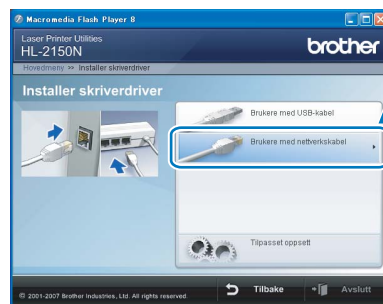 Macromedia Flash Player 8
Laser Printer Utilities
HL-2150N
brother
Hovedmeny >> Installer skriverdriver
Installer skriverdriver
Brukere med USB-kabel
Brukere med nettverkskabel
Tilpasset oppsett
© 2001-2007 Brother Industries, Ltd. All rights reserved.
Tilbake
Avslutt